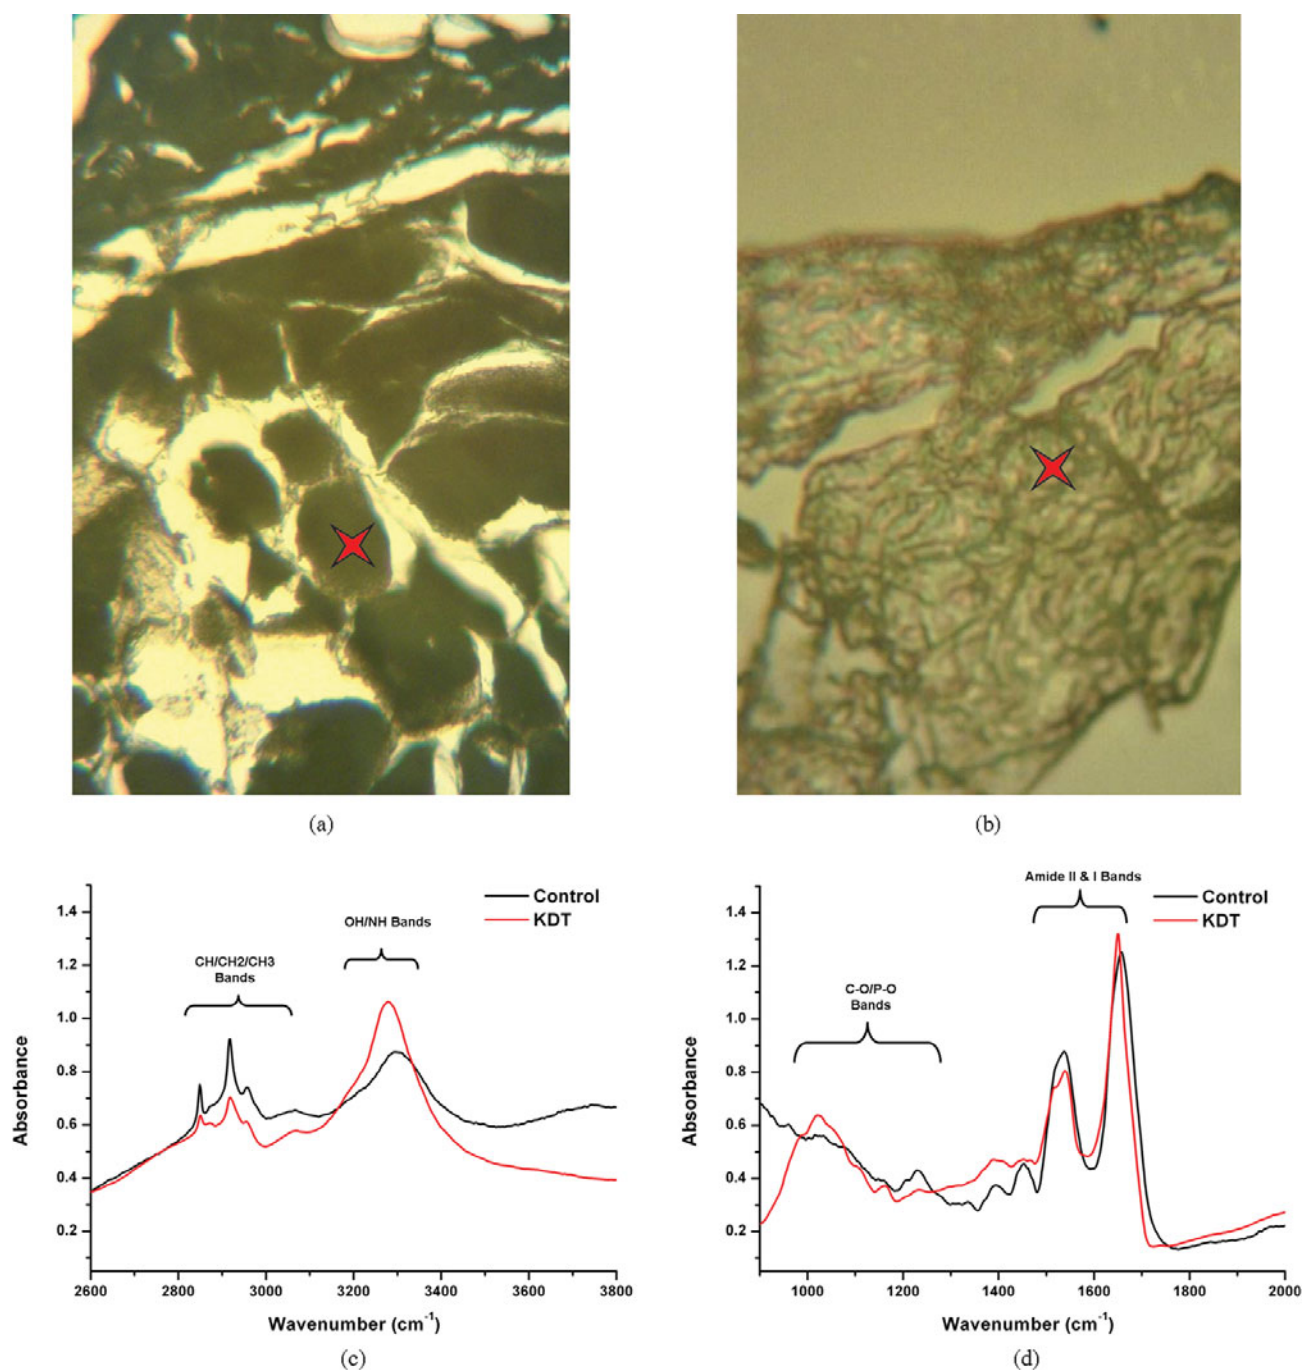 (a)
(b)
Control
KDT
OH/NH Bands
CH/CH2/CH3
Bands
1.4
1.2
1.0
0.8
0.6
0.4
0.2
Absorbance
2600
2800
3000
3200
3400
3600
3800
Wavenumber (cm-1)
(c)
Amide II & I Bands
Control
KDT
C-O/P-O
Bands
1.4
1.2
1.0
0.8
0.6
0.4
0.2
Absorbance
1000
1200
1400
1600
1800
2000
Wavenumber (cm-1)
(d)